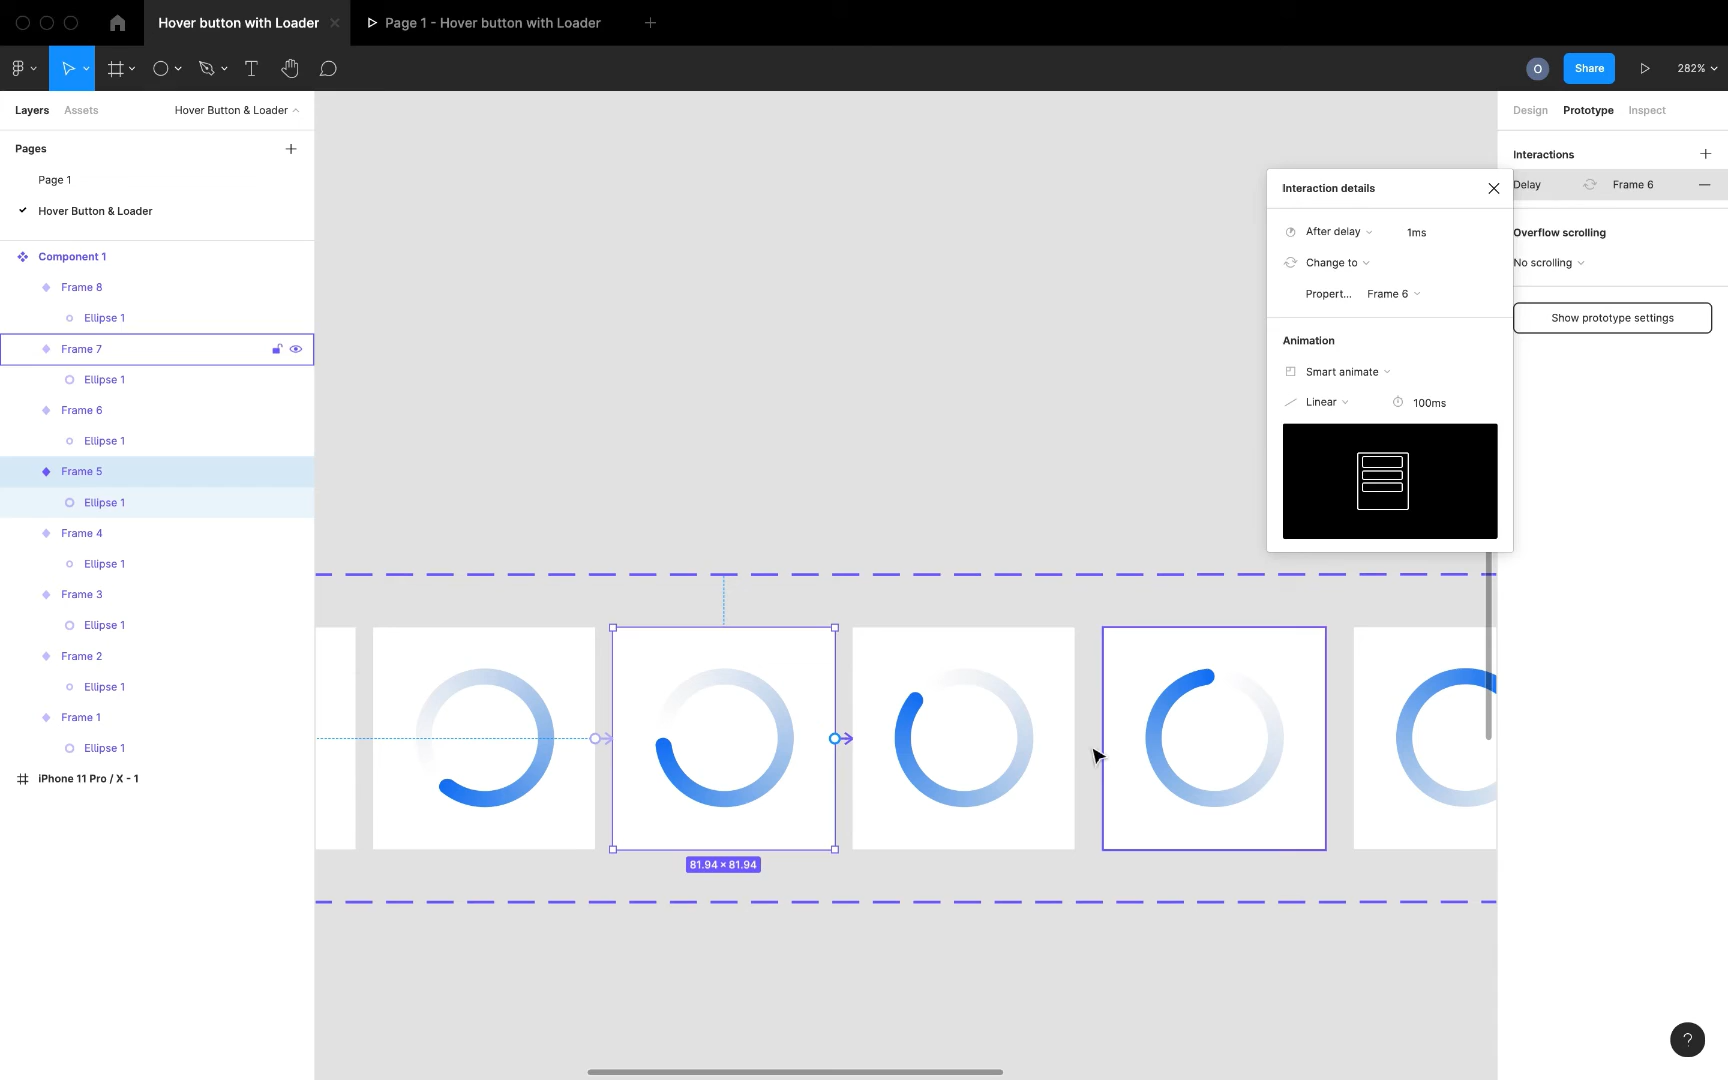 Hover button with Loader
Page 1 - Hover button with Loader
O
Share
282%
Layers
Assets
Hover Button & Loader
Pages
Page 1
Hover Button & Loader
Component 1
Frame 8
Ellipse 1
Frame 7
Ellipse 1
Frame 6
Ellipse 1
Frame 5
Ellipse 1
Frame 4
Ellipse 1
Frame 3
Ellipse 1
Frame 2
Ellipse 1
Frame 1
Ellipse 1
iPhone 11 Pro / X - 1
81.94 × 81.94
Interaction details
After delay
1ms
Change to
Propert...
Frame 6
Animation
Smart animate
Linear
100ms
Design
Prototype
Inspect
Interactions
Delay
Frame 6
Overflow scrolling
No scrolling
Show prototype settings
?